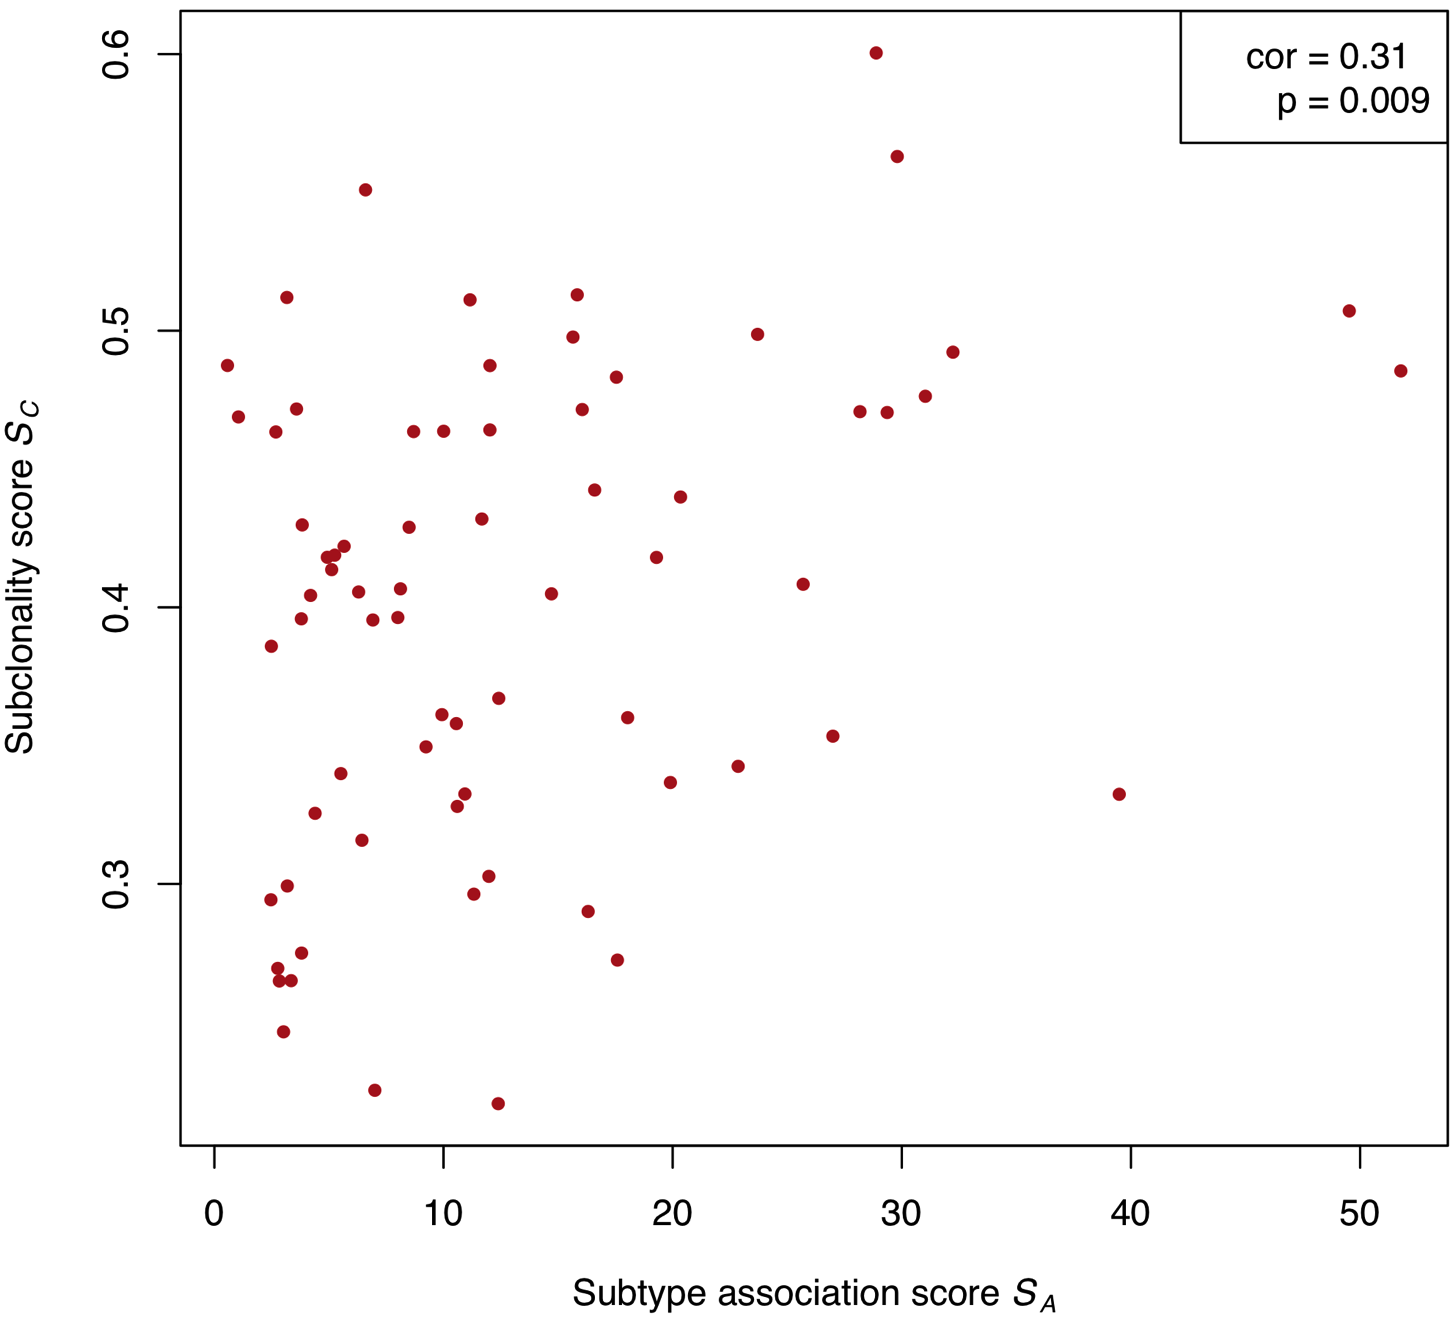 cor = 0.31
p = 0.009
0.6
0.5
0.4
0.3
Subclonality score S_C
0 10 20 30 40 50
Subtype association score S_A